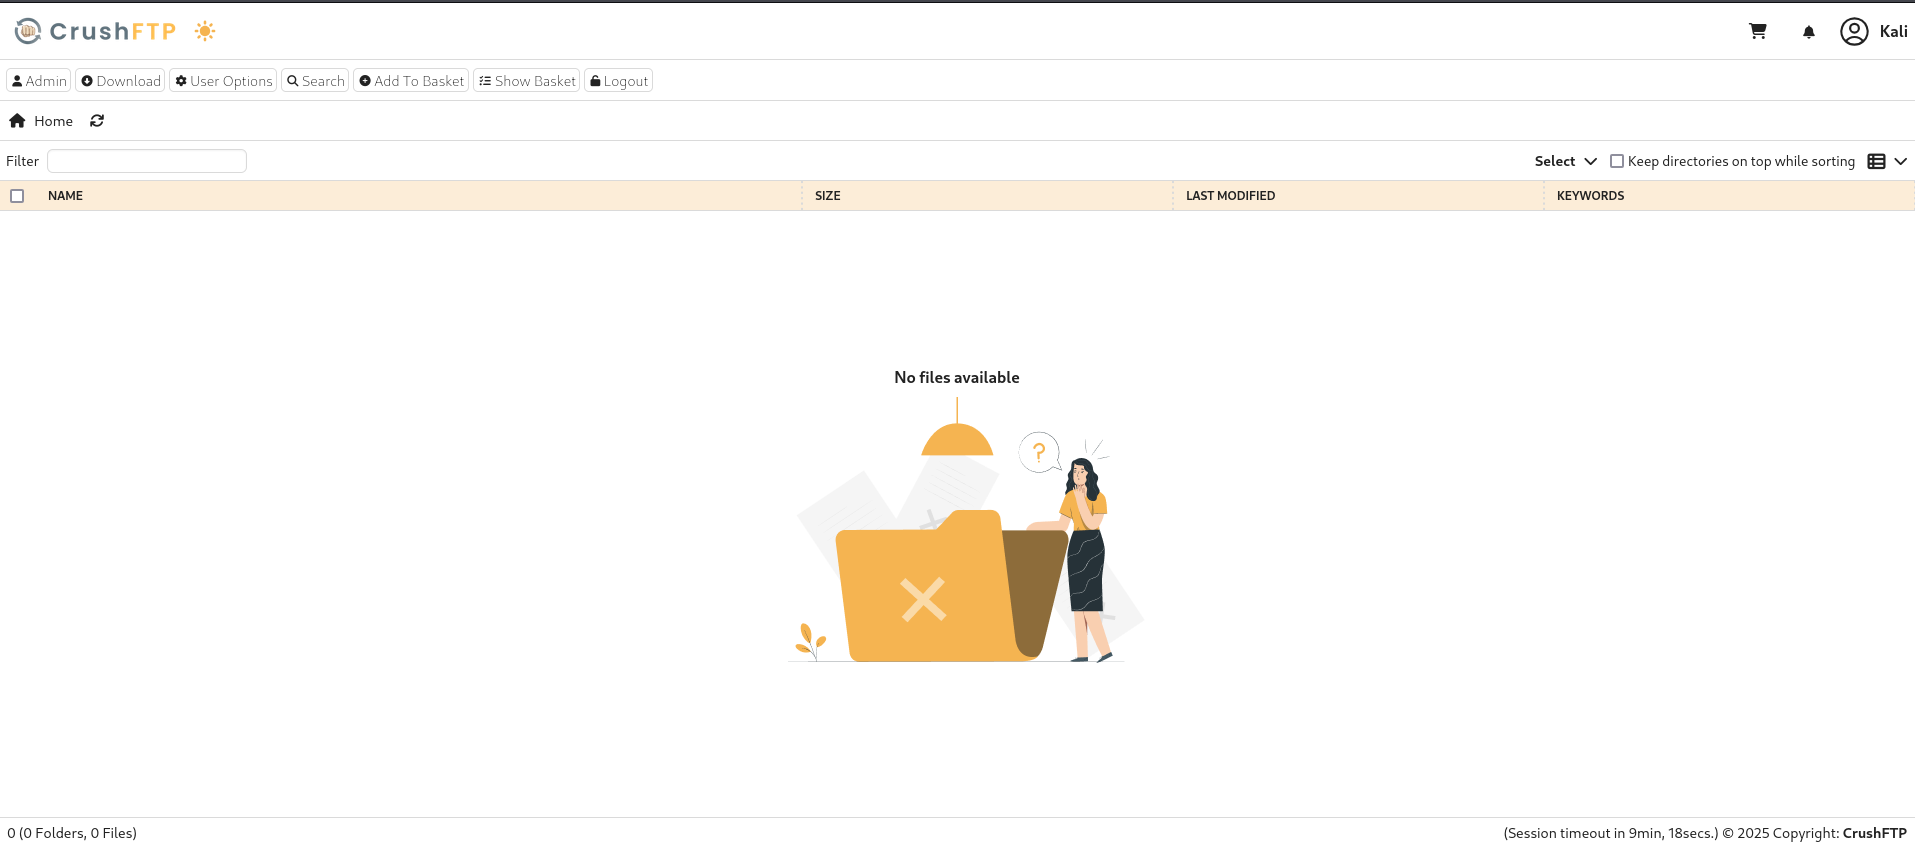 CrushFTP
Kali
Admin Download User Options Search Add To Basket Show Basket Logout
Home
Filter
Select Keep directories on top while sorting
NAME SIZE LAST MODIFIED KEYWORDS
No files available
?
0 (0 Folders, 0 Files)
(Session timeout in 9min, 18secs.) © 2025 Copyright: CrushFTP